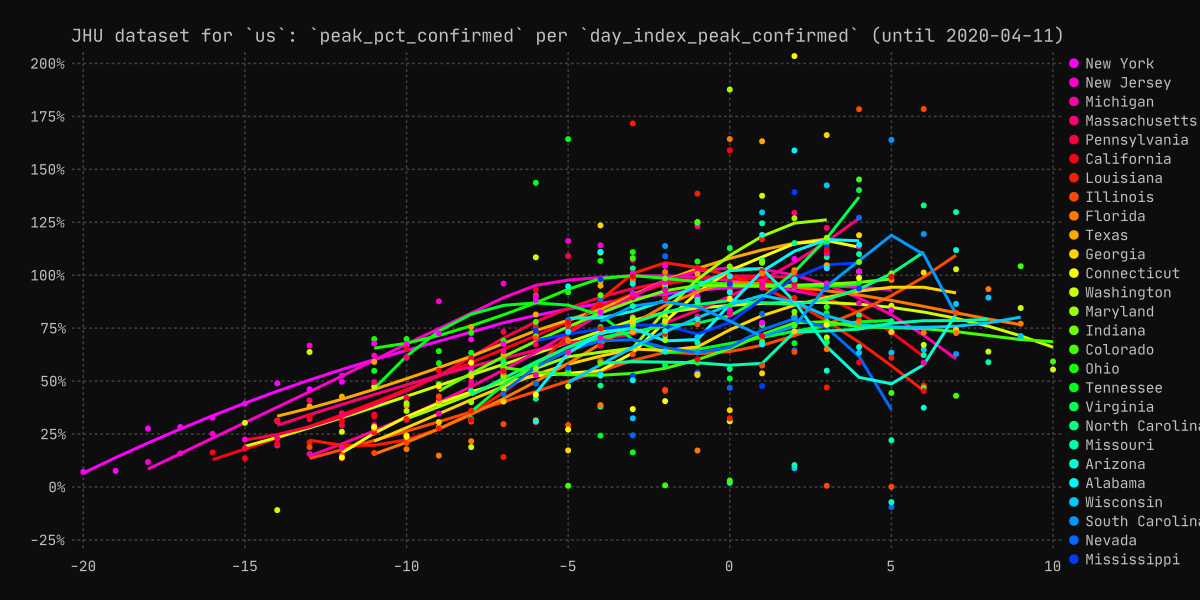 JHU dataset for `us`: `peak_pct_confirmed` per `day_index_peak_confirmed` (until 2020-04-11)
200%
175%
150%
125%
100%
75%
50%
25%
0%
-25%
-20 -15 -10 -5 0 5 10
New York
New Jersey
Michigan
Massachusetts
Pennsylvania
California
Louisiana
Illinois
Florida
Texas
Georgia
Connecticut
Washington
Maryland
Indiana
Colorado
Ohio
Tennessee
Virginia
North Carolina
Missouri
Arizona
Alabama
Wisconsin
South Carolina
Nevada
Mississippi